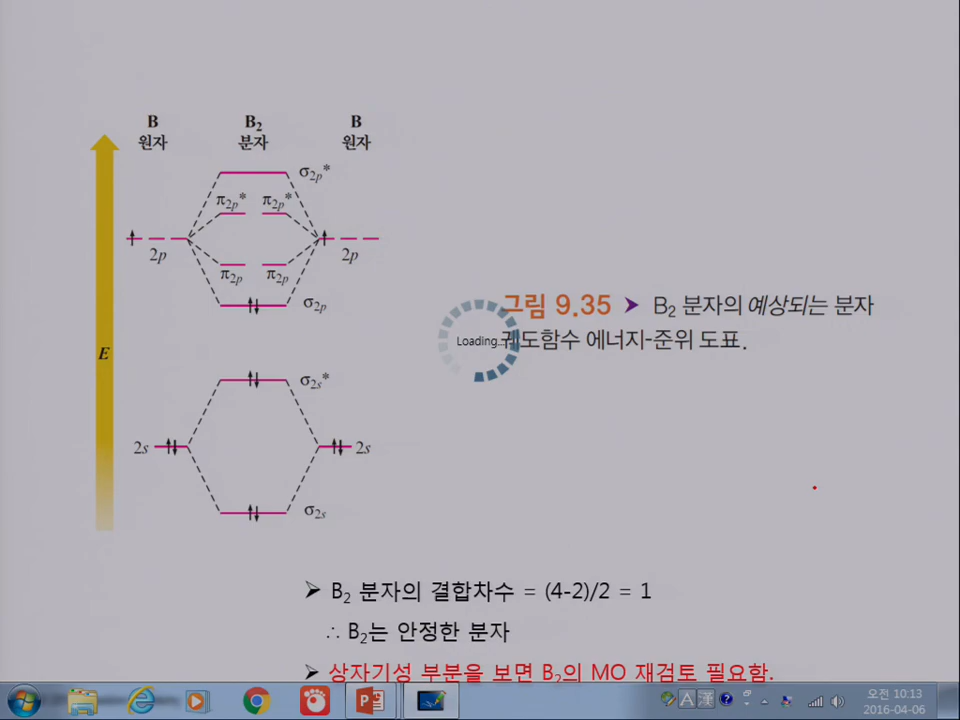 B B₂ B
원자 분자 원자
σ₂ₚ*
π₂ₚ* π₂ₚ*
2p 2p
π₂ₚ π₂ₚ
σ₂ₚ
그림 9.35 ➤ B₂ 분자의 예상되는 분자
Loading... 궤도함수 에너지-준위 도표.
E
σ₂ₛ*
2s 2s
σ₂ₛ
➢ B₂ 분자의 결합차수 = (4-2)/2 = 1
∴ B₂는 안정한 분자
➢ 상자기성 부분을 보면 B₂의 MO 재검토 필요함.
A 漢 ?
오전 10:13
2016-04-06